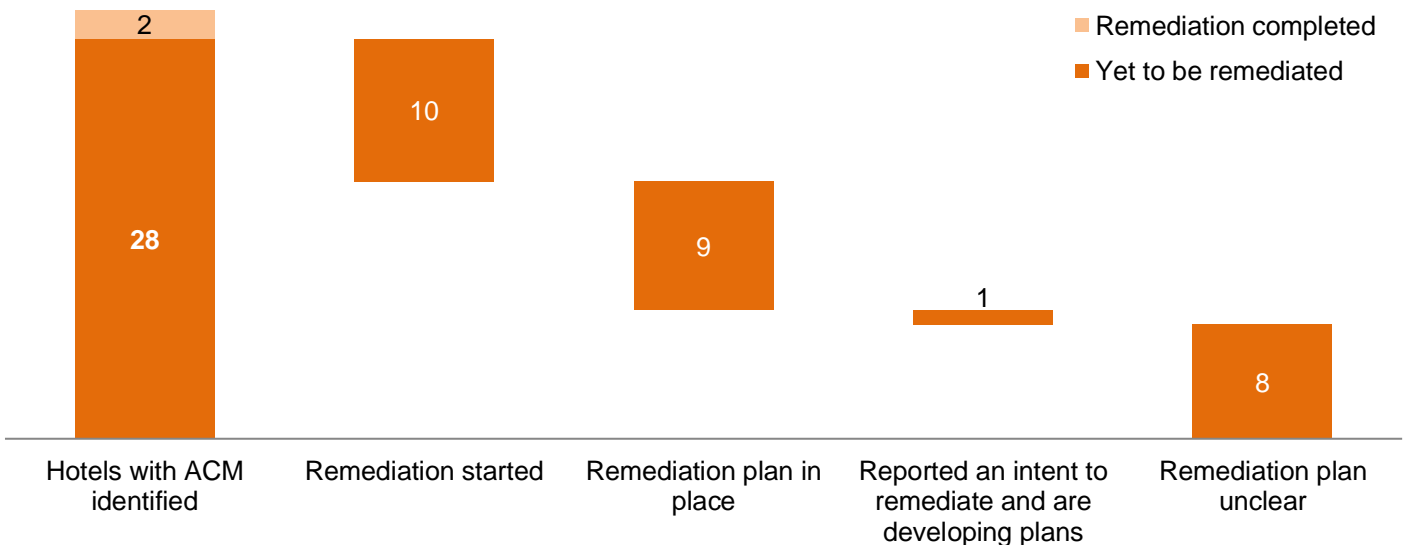 2
Remediation completed
Yet to be remediated
10
28
9
1
8
Hotels with ACM
identified
Remediation started
Remediation plan in
place
Reported an intent to
remediate and are
developing plans
Remediation plan
unclear